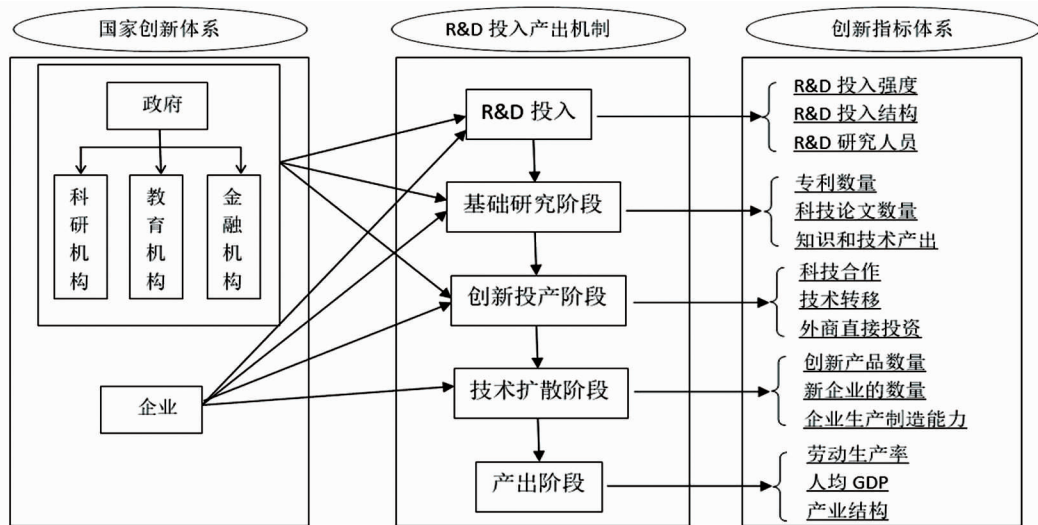 国家创新体系
R&D 投入产出机制
创新指标体系
政府
科研机构
教育机构
金融机构
企业
R&D 投入
基础研究阶段
创新投产阶段
技术扩散阶段
产出阶段
R&D 投入强度
R&D 投入结构
R&D 研究人员
专利数量
科技论文数量
知识和技术产出
科技合作
技术转移
外商直接投资
创新产品数量
新企业的数量
企业生产制造能力
劳动生产率
人均 GDP
产业结构